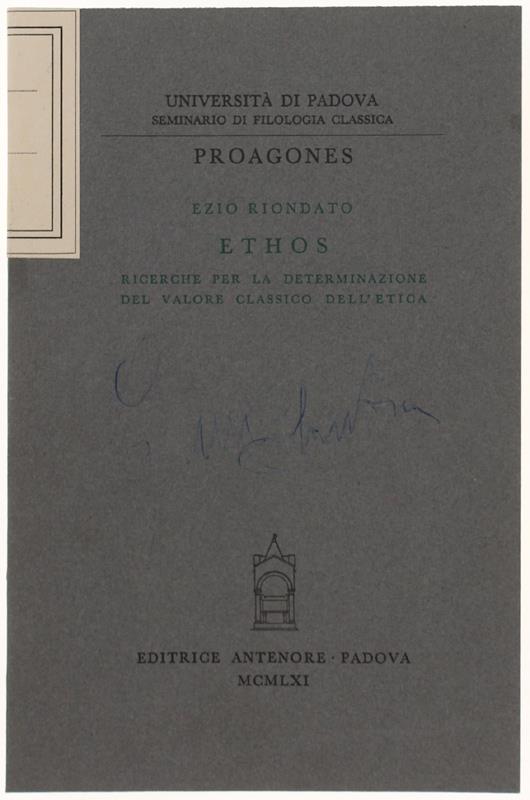 UNIVERSITÀ DI PADOVA
SEMINARIO DI FILOLOGIA CLASSICA
PROAGONES
EZIO RIONDATO
ETHOS
RICERCHE PER LA DETERMINAZIONE
DEL VALORE CLASSICO DELL'ETICA
EDITRICE ANTENORE · PADOVA
MCMLXI